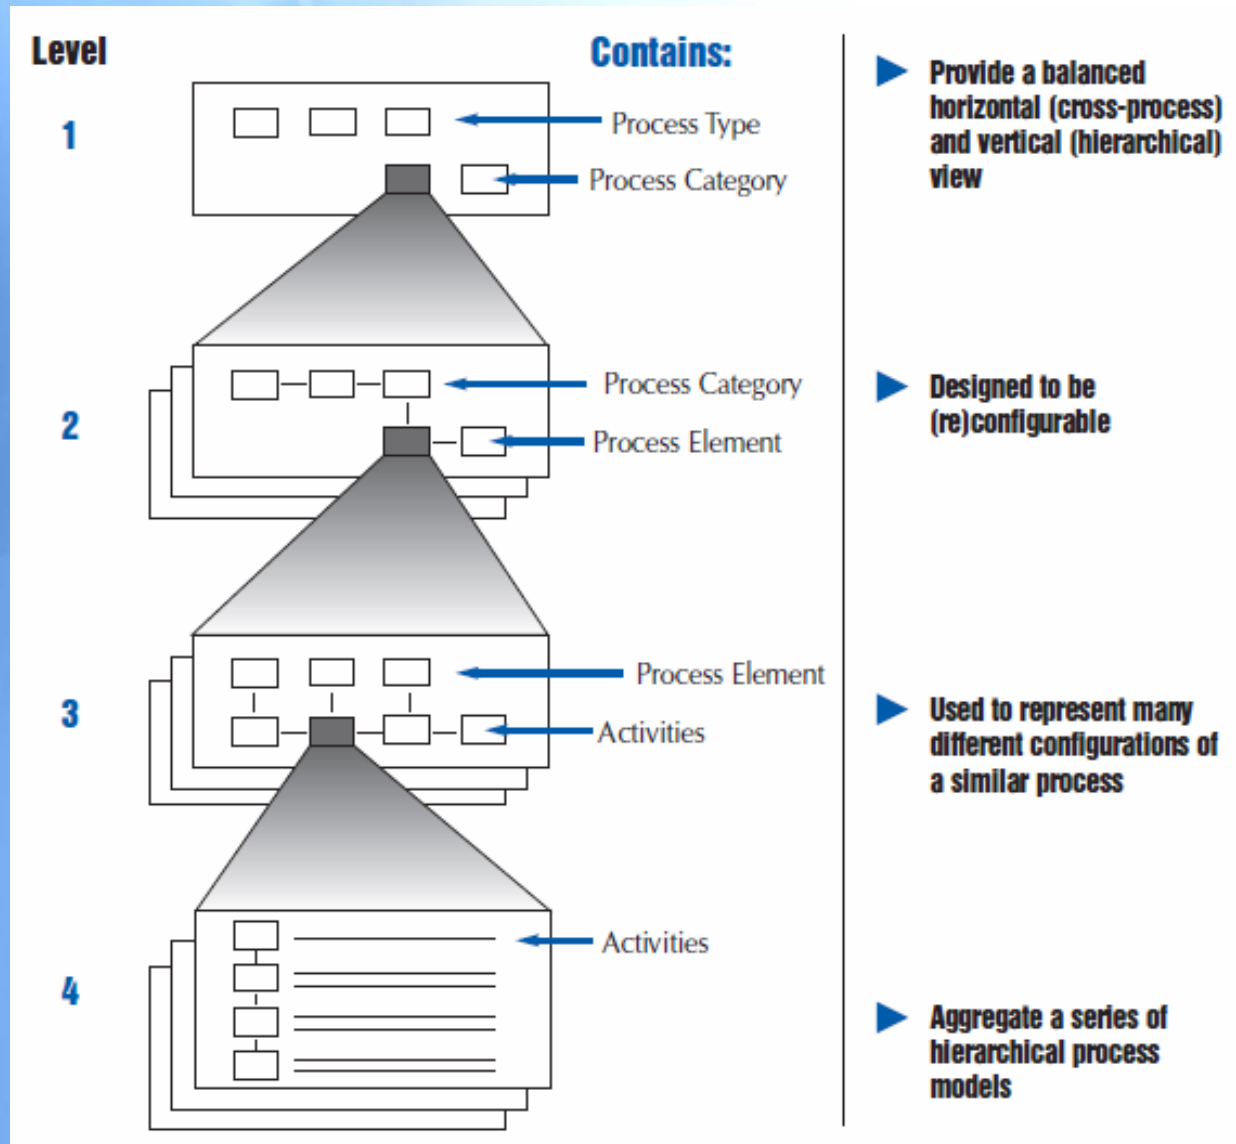 Level
Contains:
1
Process Type
Process Category
2
Process Category
Process Element
3
Process Element
Activities
4
Activities
Provide a balanced
horizontal (cross-process)
and vertical (hierarchical)
view
Designed to be
(re)configurable
Used to represent many
different configurations of
a similar process
Aggregate a series of
hierarchical process
models